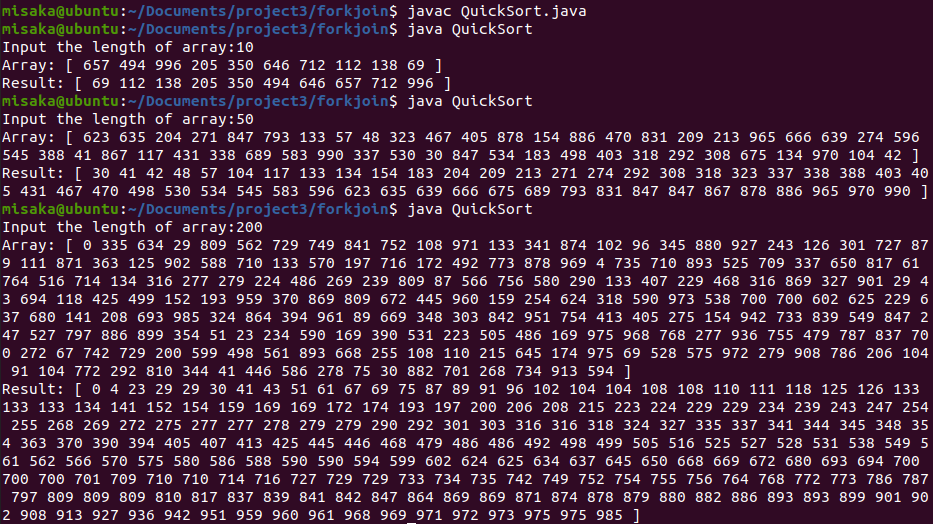 misaka@ubuntu:~/Documents/project3/forkjoin$ javac QuickSort.java
misaka@ubuntu:~/Documents/project3/forkjoin$ java QuickSort
Input the length of array:10
Array: [ 657 494 996 205 350 646 712 112 138 69 ]
Result: [ 69 112 138 205 350 494 646 657 712 996 ]
misaka@ubuntu:~/Documents/project3/forkjoin$ java QuickSort
Input the length of array:50
Array: [ 623 635 204 271 847 793 133 57 48 323 467 405 878 154 886 470 831 209 213 965 666 639 274 596
545 388 41 867 117 431 338 689 583 990 337 530 30 847 534 183 498 403 318 292 308 675 134 970 104 42 ]
Result: [ 30 41 42 48 57 104 117 133 134 154 183 204 209 213 271 274 292 308 318 323 337 338 388 403 40
5 431 467 470 498 530 534 545 583 596 623 635 639 666 675 689 793 831 847 847 867 878 886 965 970 990 ]
misaka@ubuntu:~/Documents/project3/forkjoin$ java QuickSort
Input the length of array:200
Array: [ 0 335 634 29 809 562 729 749 841 752 108 971 133 341 874 102 96 345 880 927 243 126 301 727 87
9 111 871 363 125 902 588 710 133 570 197 716 172 492 773 878 969 4 735 710 893 525 709 337 650 817 61
764 516 714 134 316 277 279 224 486 269 239 809 87 566 756 580 290 133 407 229 468 316 869 327 901 29 4
3 694 118 425 499 152 193 959 370 869 809 672 445 960 159 254 624 318 590 973 538 700 700 602 625 229 6
37 680 141 208 693 985 324 864 394 961 89 669 348 303 842 951 754 413 405 275 154 942 733 839 549 847 2
47 527 797 886 899 354 51 23 234 590 169 390 531 223 505 486 169 975 968 768 277 936 755 479 787 837 70
0 272 67 742 729 200 599 498 561 893 668 255 108 110 215 645 174 975 69 528 575 972 279 908 786 206 104
91 104 772 292 810 344 41 446 586 278 75 30 882 701 268 734 913 594 ]
Result: [ 0 4 23 29 29 30 41 43 51 61 67 69 75 87 89 91 96 102 104 104 108 108 110 111 118 125 126 133
133 133 134 141 152 154 159 169 169 172 174 193 197 200 206 208 215 223 224 229 229 234 239 243 247 254
255 268 269 272 275 277 277 278 279 279 290 292 301 303 316 316 318 324 327 335 337 341 344 345 348 35
4 363 370 390 394 405 407 413 425 445 446 468 479 486 486 492 498 499 505 516 525 527 528 531 538 549 5
61 562 566 570 575 580 586 588 590 590 594 599 602 624 625 634 637 645 650 668 669 672 680 693 694 700
700 700 701 709 710 710 714 716 727 729 729 733 734 735 742 749 752 754 755 756 764 768 772 773 786 787
797 809 809 809 810 817 837 839 841 842 847 864 869 869 871 874 878 879 880 882 886 893 893 899 901 90
2 908 913 927 936 942 951 959 960 961 968 969 971 972 973 975 975 985 ]